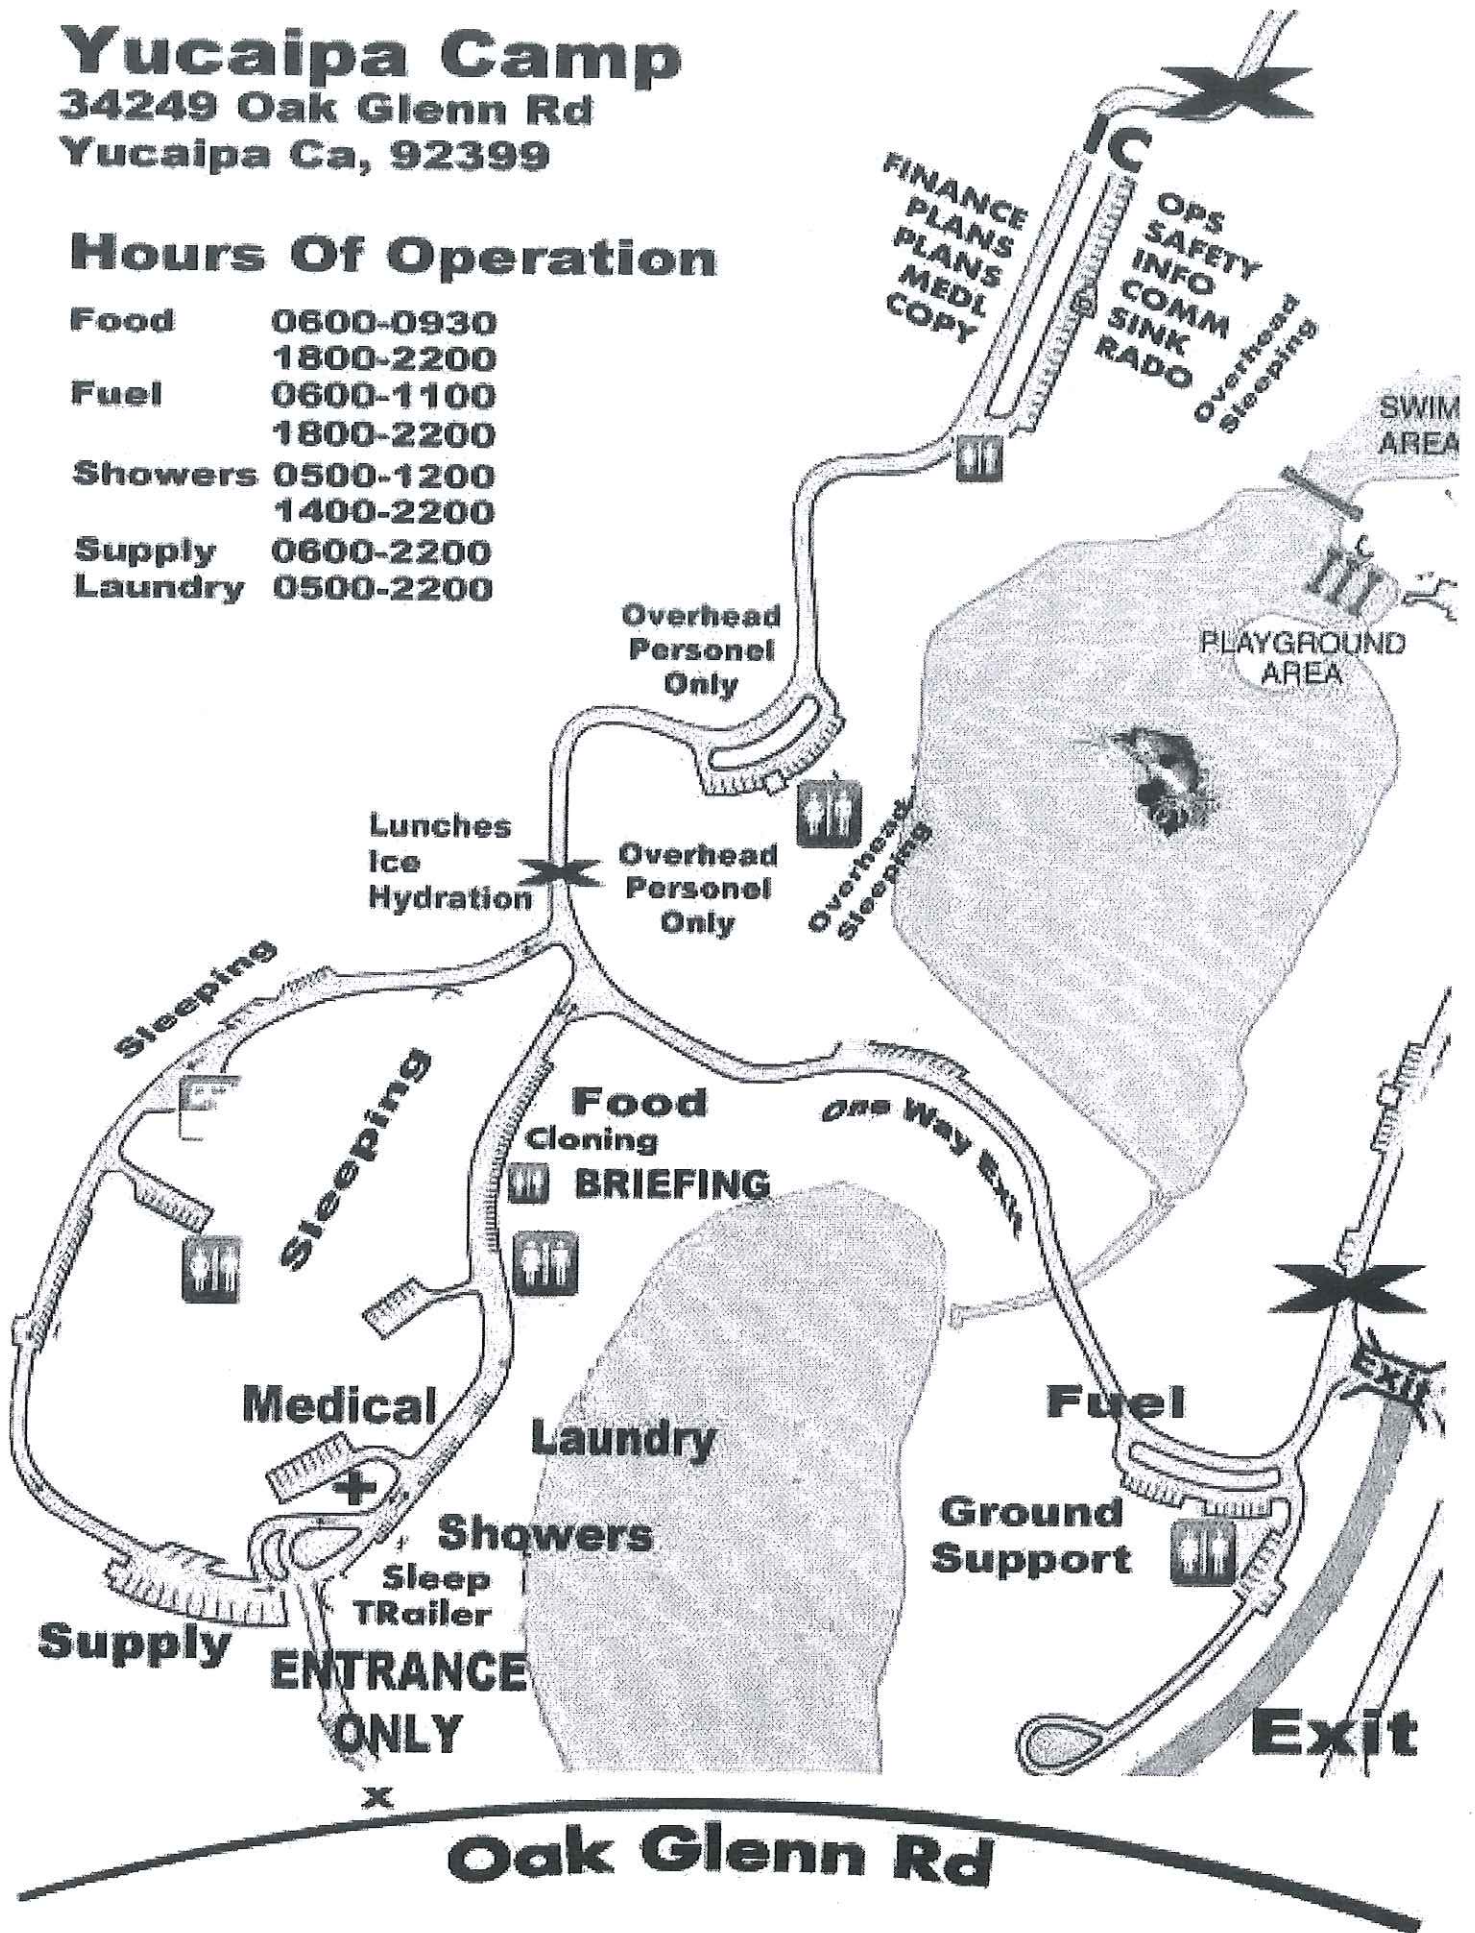 Yucaipa Camp
34249 Oak Glenn Rd
Yucaipa Ca, 92399
Hours Of Operation
Food 0600-0930
1800-2200
Fuel 0600-1100
1800-2200
Showers 0500-1200
1400-2200
Supply 0600-2200
Laundry 0500-2200
IC
FINANCE
PLANS
PLANS
MEDL
COPY
OPS
SAFETY
INFO
COMM
SINK
RADO
Overhead
Sleeping
SWIM
AREA
PLAYGROUND
AREA
Overhead
Personel
Only
Lunches
Ice
Hydration
Overhead
Personel
Only
Overhead
Sleeping
Sleeping
Sleeping
Food
Cloning
BRIEFING
One Way Exit
Medical
Laundry
Fuel
Exit
Showers
Sleep
TRailer
Ground
Support
Supply
ENTRANCE
ONLY
Exit
x
Oak Glenn Rd